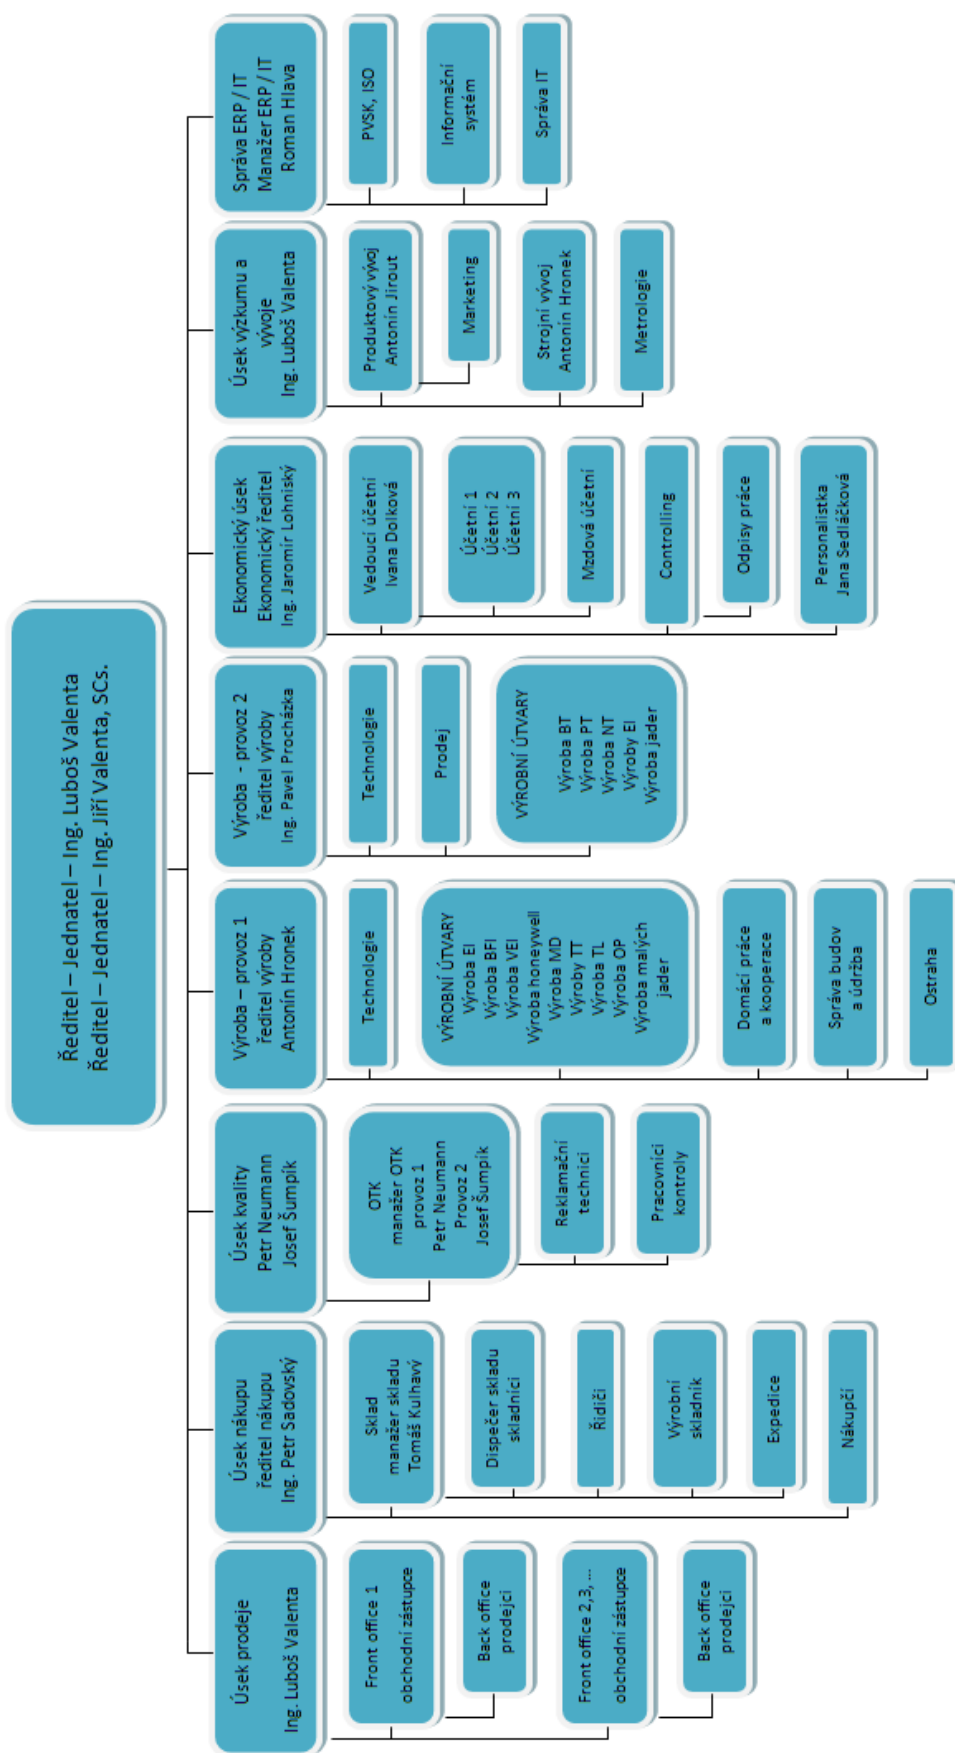 Ředitel – Jednatel – Ing. Luboš Valenta
Ředitel – Jednatel – Ing. Jiří Valenta, SCs.
Úsek prodeje
Ing. Luboš Valenta
Front office 1
obchodní zástupce
Back office
prodejci
Front office 2,3, ...
obchodní zástupce
Back office
prodejci
Úsek nákupu
ředitel nákupu
Ing. Petr Sadovský
Sklad
manažer skladu
Tomáš Kulhavý
Dispečer skladu
skladníci
Řidiči
Výrobní
skladník
Expedice
Nákupčí
Úsek kvality
Petr Neumann
Josef Šumpík
OTK
manažer OTK
provoz 1
Petr Neumann
Provoz 2
Josef Šumpík
Reklamační
technici
Pracovníci
kontroly
Výroba – provoz 1
ředitel výroby
Antonín Hronek
Technologie
VÝROBNÍ ÚTVARY
Výroba EI
Výroba BFI
Výroba VEI
Výroba honeywell
Výroba MD
Výroby TT
Výroba TL
Výroba OP
Výroba malých
jader
Domácí práce
a kooperace
Správa budov
a údržba
Ostraha
Výroba - provoz 2
ředitel výroby
Ing. Pavel Procházka
Technologie
Prodej
VÝROBNÍ ÚTVARY
Výroba BT
Výroba PT
Výroba NT
Výroby EI
Výroba jader
Ekonomický úsek
Ekonomický ředitel
Ing. Jaromír Lohniský
Vedoucí účetní
Ivana Dolková
Účetní 1
Účetní 2
Účetní 3
Mzdová účetní
Controlling
Odpisy práce
Personalistka
Jana Sedláčková
Úsek výzkumu a
vývoje
Ing. Luboš Valenta
Produktový vývoj
Antonín Jirout
Marketing
Strojní vývoj
Antonín Hronek
Metrologie
Správa ERP / IT
Manažer ERP / IT
Roman Hlava
PVSK, ISO
Informační
systém
Správa IT